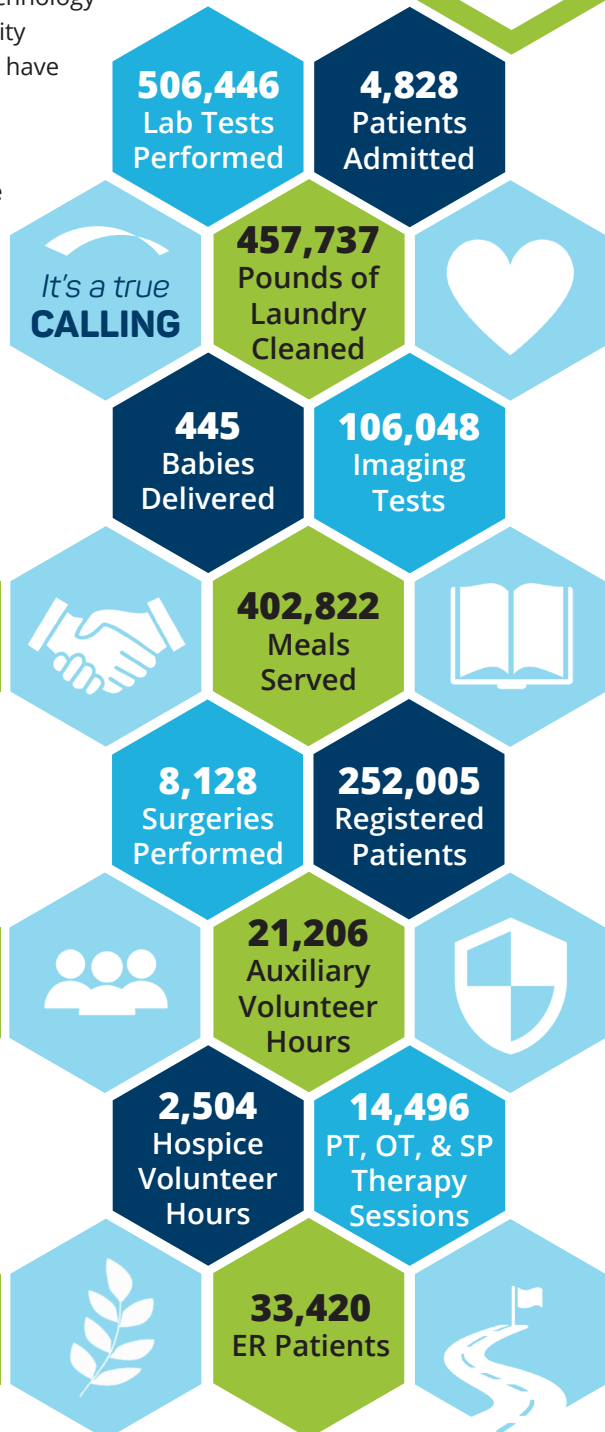 ity
have
506,446
Lab Tests
Performed
4,828
Patients
Admitted
It's a true
CALLING
457,737
Pounds of
Laundry
Cleaned
445
Babies
Delivered
106,048
Imaging
Tests
402,822
Meals
Served
8,128
Surgeries
Performed
252,005
Registered
Patients
21,206
Auxiliary
Volunteer
Hours
2,504
Hospice
Volunteer
Hours
14,496
PT, OT, & SP
Therapy
Sessions
33,420
ER Patients